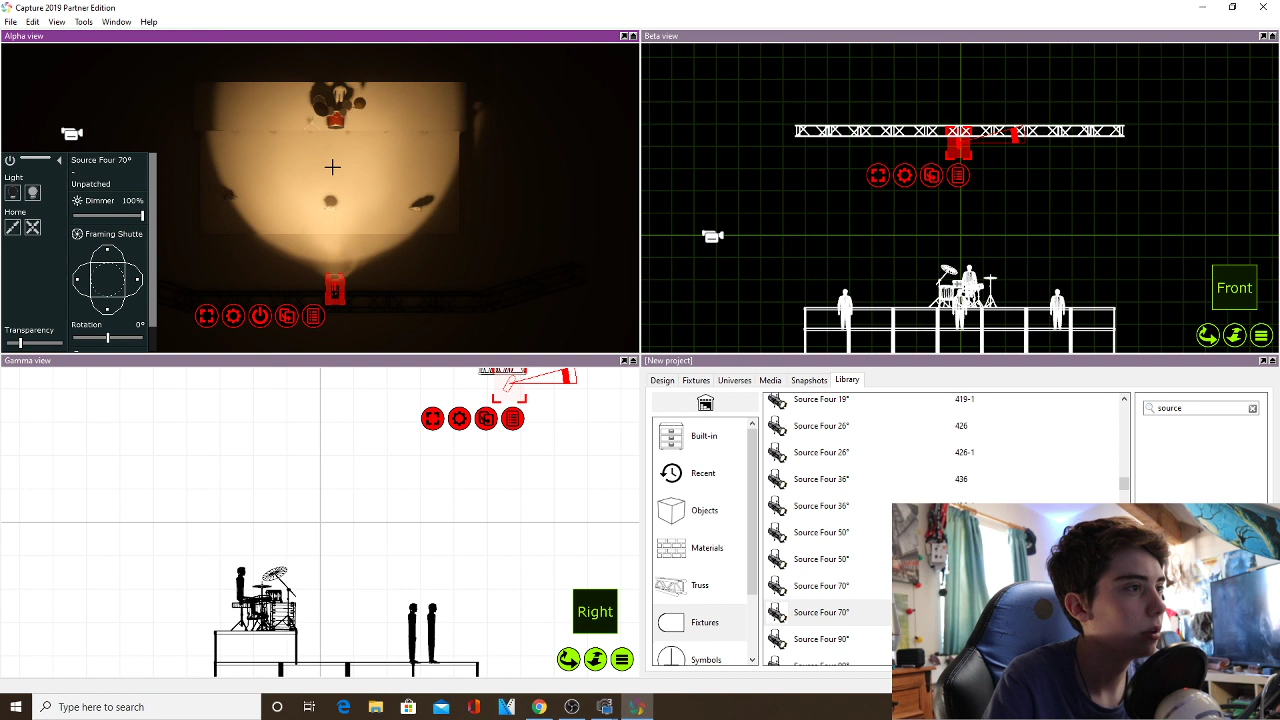 Capture 2019 Partner Edition
File Edit View Tools Window Help
Alpha view
Source Four 70°
-
Unpatched
Light
Dimmer 100%
Home
Framing Shutte
Transparency
Rotation 0°
Beta view
Front
Gamma view
Right
[New project]
Design Fixtures Universes Media Snapshots Library
Built-in
Recent
Objects
Materials
Truss
Fixtures
Symbols
Source Four 19° 419-1
Source Four 26° 426
Source Four 26° 426-1
Source Four 36° 436
Source Four 36°
Source Four 50°
Source Four 50°
Source Four 70°
Source Four 70°
Source Four 90°
source
Type here to search